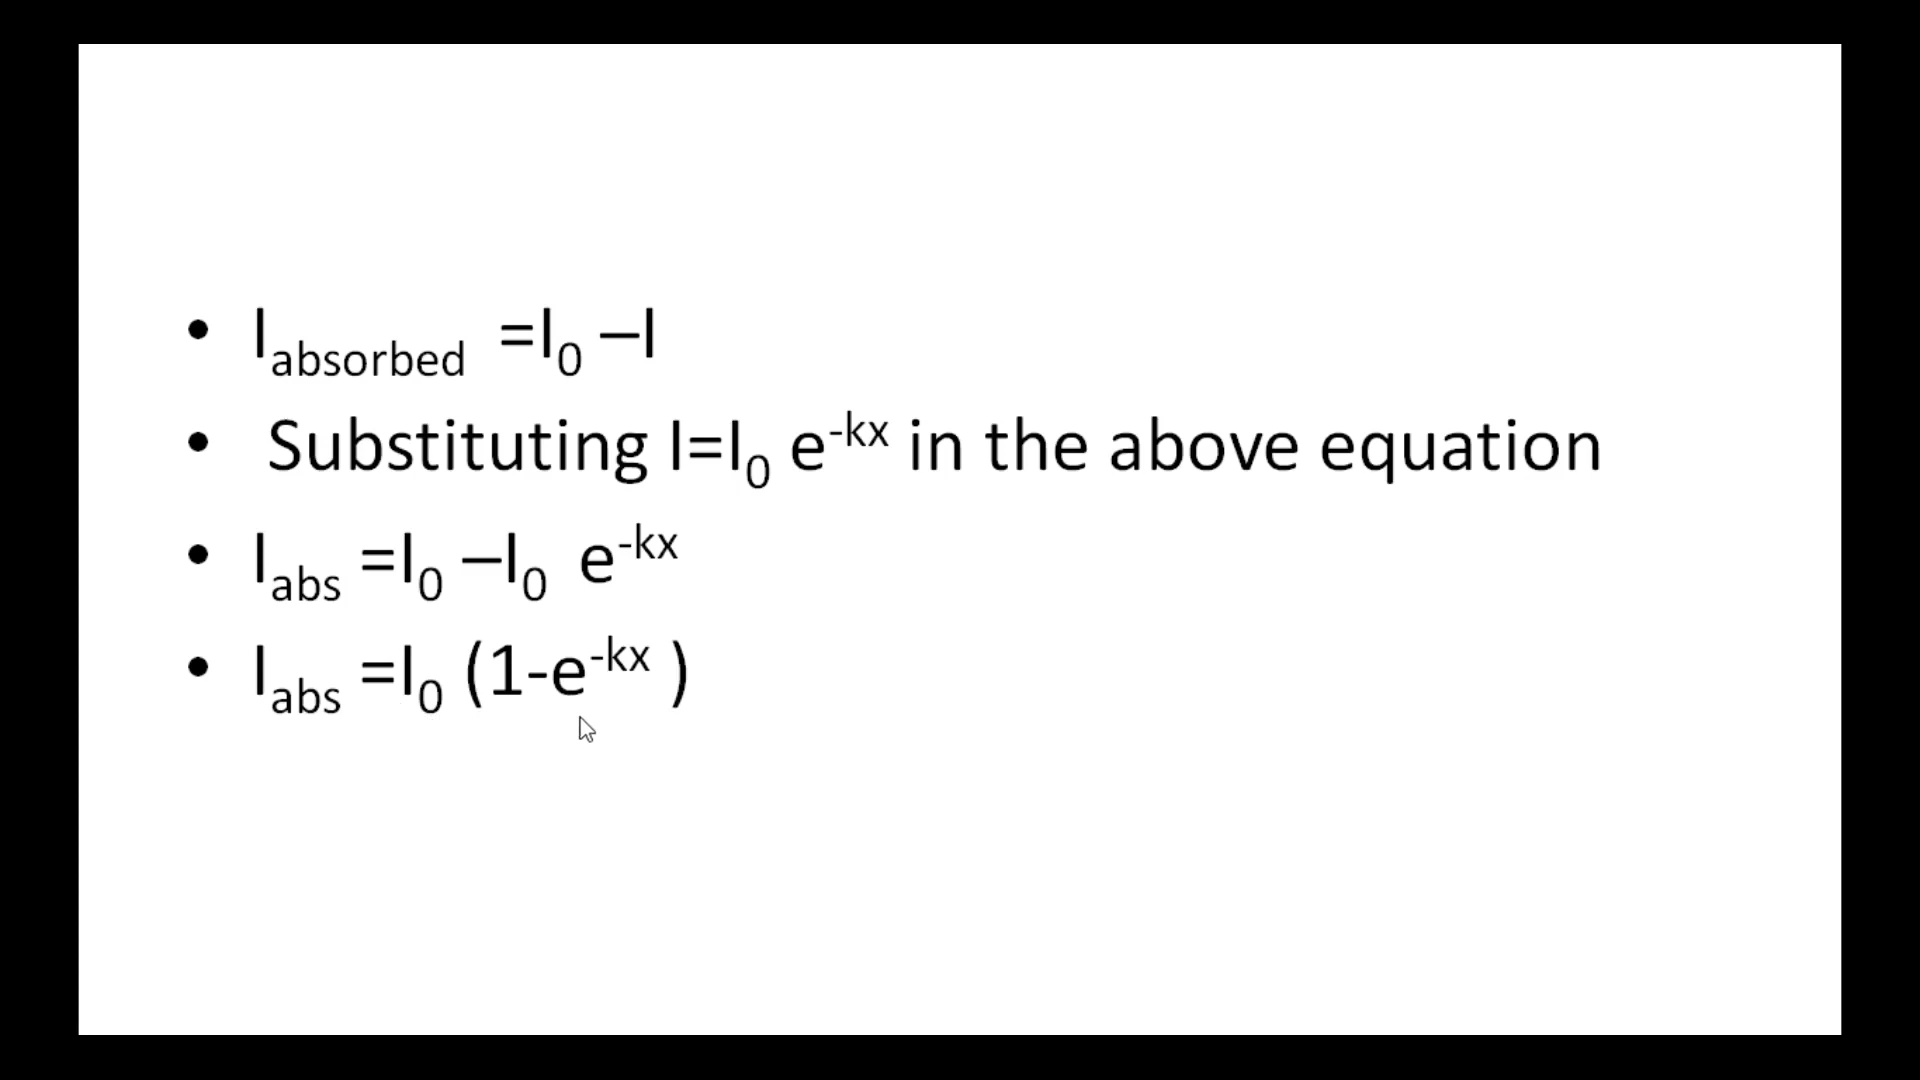 • I_absorbed =I_0 –I
• Substituting I=I_0 e^-kx in the above equation
• I_abs =I_0 –I_0 e^-kx
• I_abs =I_0 (1-e^-kx )